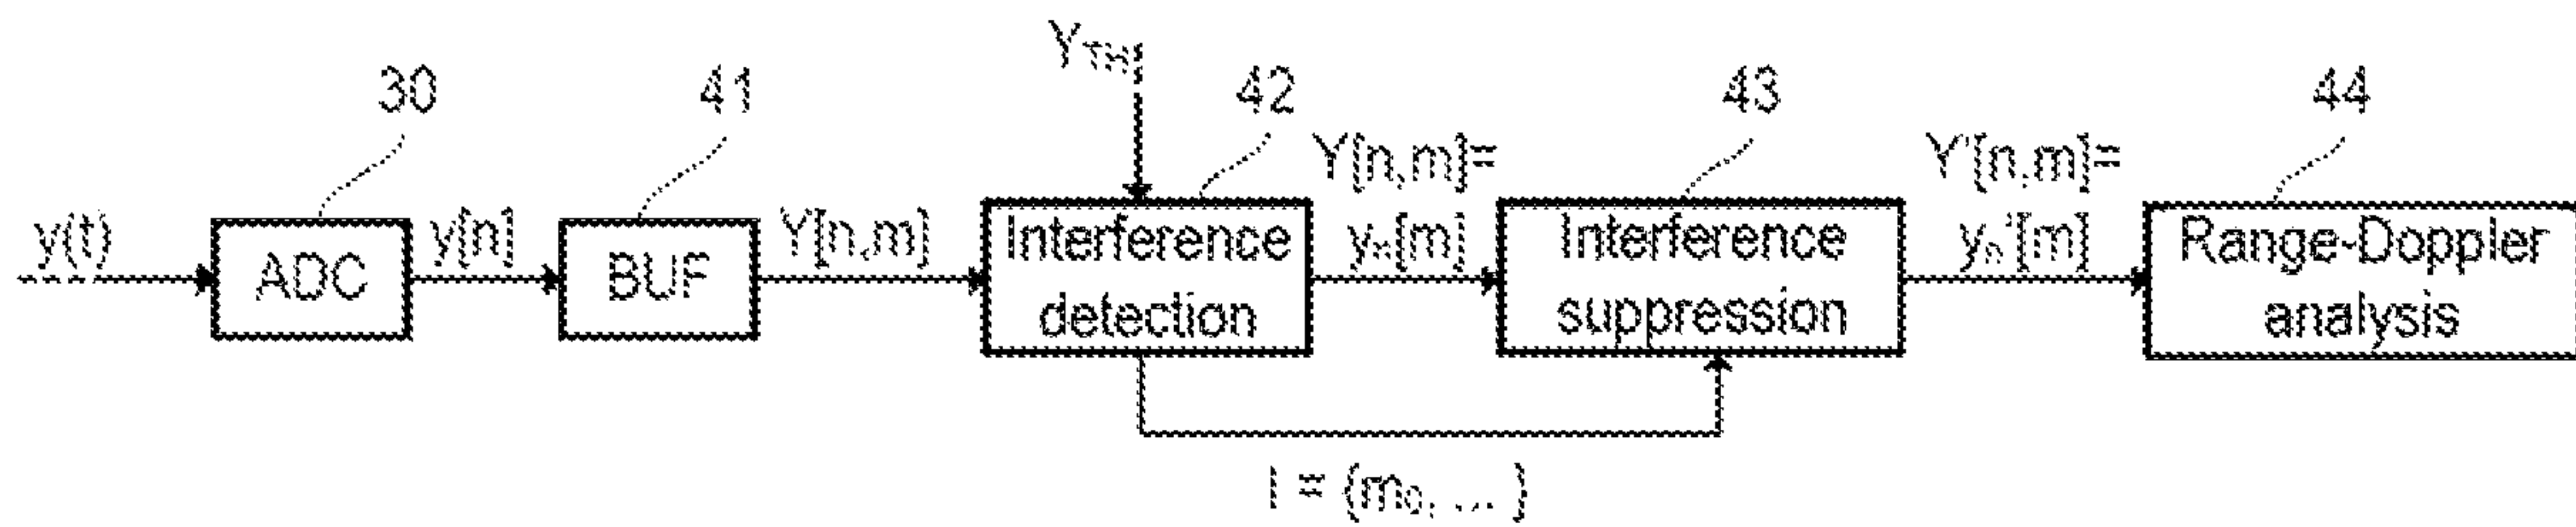 Y_TH
30
41
42
43
44
Y[n,m]=
Y'[n,m]=
y(t)
ADC
y[n]
BUF
Y[n,m]
Interference
detection
y_n[m]
Interference
suppression
y_n'[m]
Range-Doppler
analysis
I = {m_0, ... }